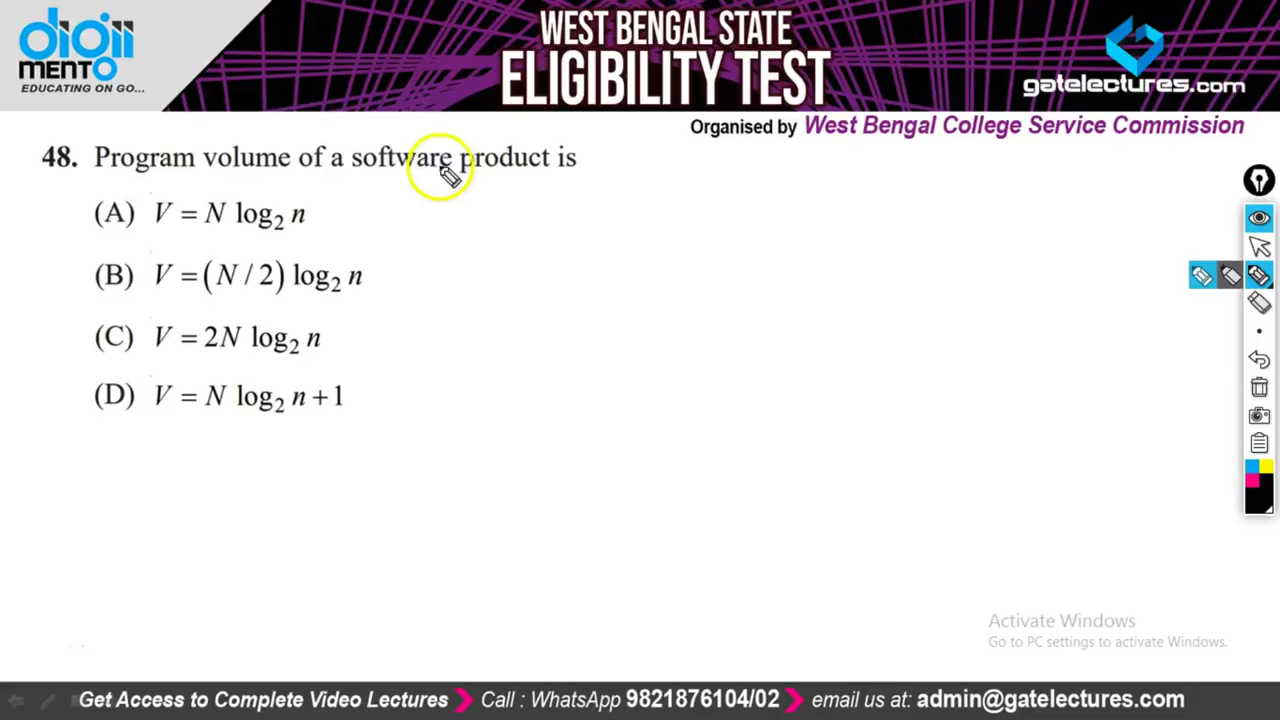 digii
MENTO
EDUCATING ON GO...
WEST BENGAL STATE
ELIGIBILITY TEST
gatelectures.com
Organised by West Bengal College Service Commission
48. Program volume of a software product is
(A) V = N log₂ n
(B) V = (N / 2) log₂ n
(C) V = 2N log₂ n
(D) V = N log₂ n + 1
Activate Windows
Go to PC settings to activate Windows.
Get Access to Complete Video Lectures Call : WhatsApp 9821876104/02 email us at: admin@gatelectures.com